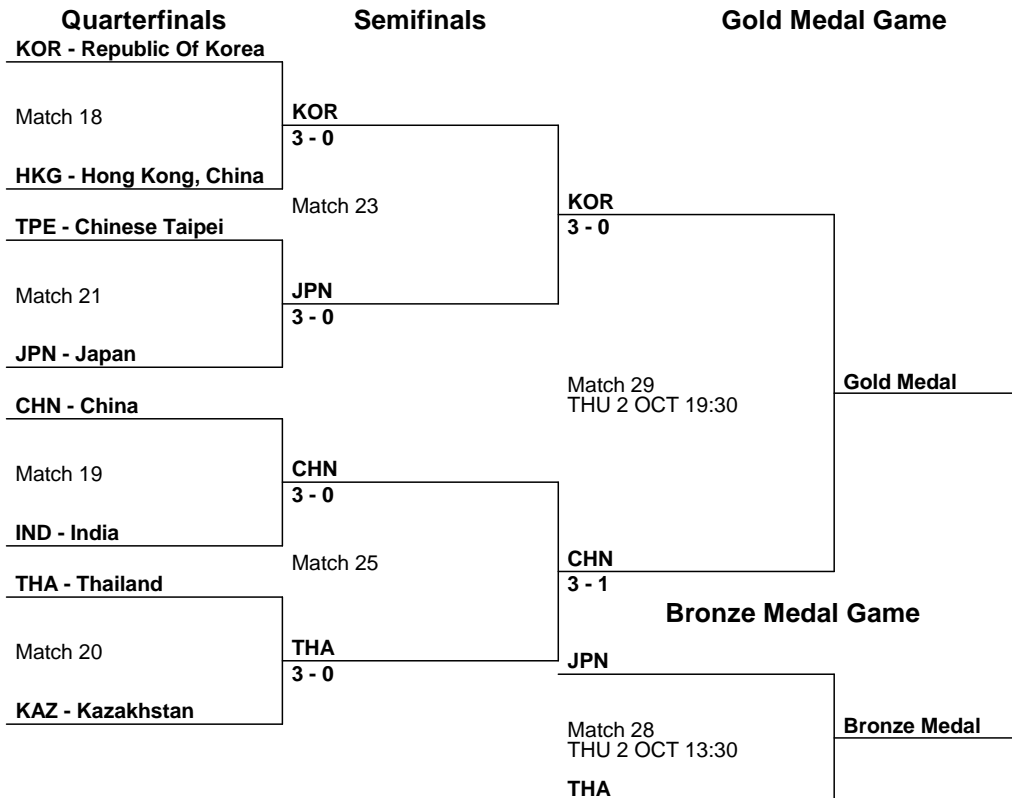 Quarterfinals
Semifinals
Gold Medal Game
KOR - Republic Of Korea
Match 18
KOR
3 - 0
HKG - Hong Kong, China
Match 23
KOR
3 - 0
TPE - Chinese Taipei
Match 21
JPN
3 - 0
JPN - Japan
Match 29
THU 2 OCT 19:30
Gold Medal
CHN - China
Match 19
CHN
3 - 0
IND - India
Match 25
CHN
3 - 1
THA - Thailand
Bronze Medal Game
Match 20
THA
3 - 0
JPN
KAZ - Kazakhstan
Match 28
THU 2 OCT 13:30
Bronze Medal
THA